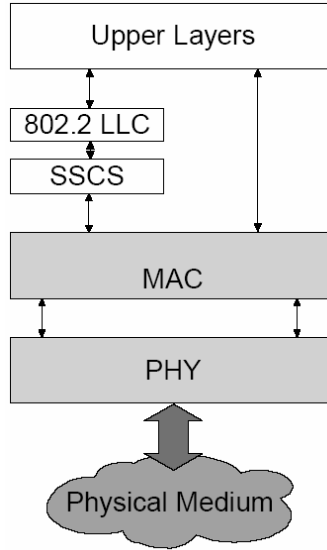 Upper Layers
802.2 LLC
SSCS
MAC
PHY
Physical Medium